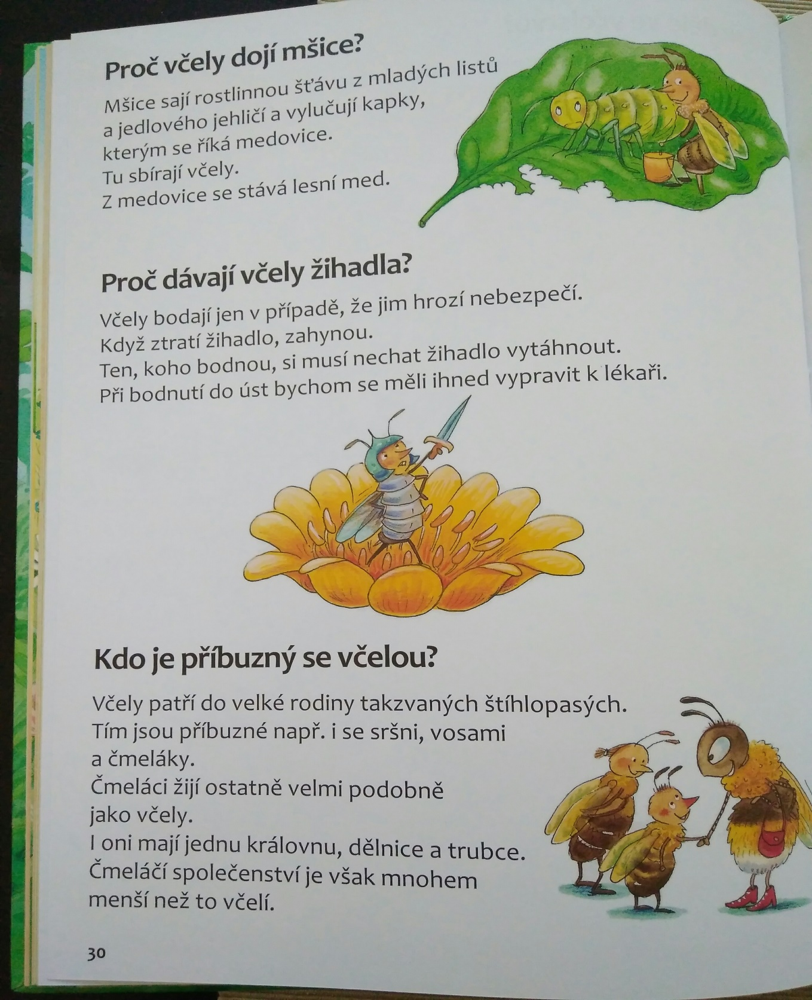 Proč včely dojí mšice?
Mšice sají rostlinnou šťávu z mladých listů
a jedlového jehličí a vylučují kapky,
kterým se říká medovice.
Tu sbírají včely.
Z medovice se stává lesní med.
Proč dávají včely žihadla?
Včely bodají jen v případě, že jim hrozí nebezpečí.
Když ztratí žihadlo, zahynou.
Ten, koho bodnou, si musí nechat žihadlo vytáhnout.
Při bodnutí do úst bychom se měli ihned vypravit k lékaři.
Kdo je příbuzný se včelou?
Včely patří do velké rodiny takzvaných štíhlopasých.
Tím jsou příbuzné např. i se sršni, vosami
a čmeláky.
Čmeláci žijí ostatně velmi podobně
jako včely.
I oni mají jednu královnu, dělnice a trubce.
Čmeláčí společenství je však mnohem
menší než to včelí.
30